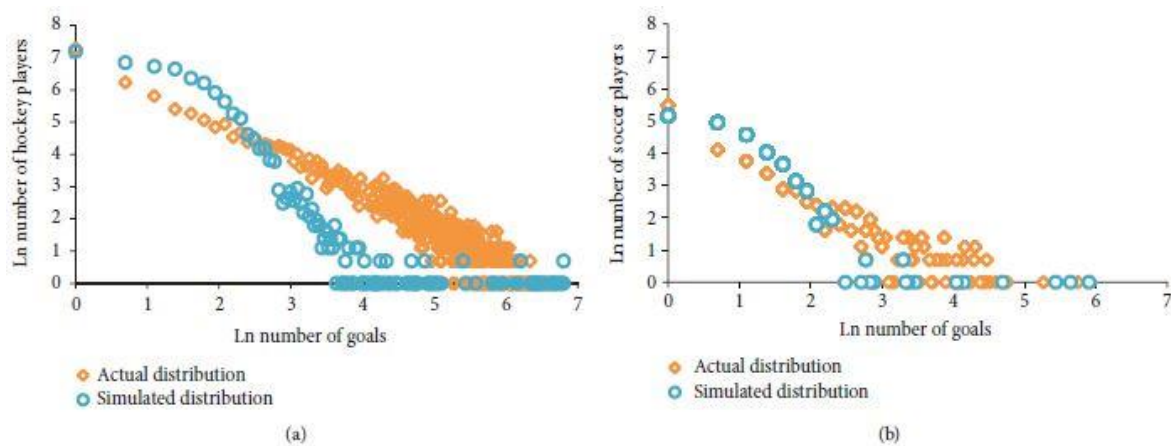 8
7
6
5
4
3
2
1
0
Ln number of hockey players
0 1 2 3 4 5 6 7
Ln number of goals
Actual distribution
Simulated distribution
(a)
8
7
6
5
4
3
2
1
0
Ln number of soccer players
0 1 2 3 4 5 6 7
Ln number of goals
Actual distribution
Simulated distribution
(b)